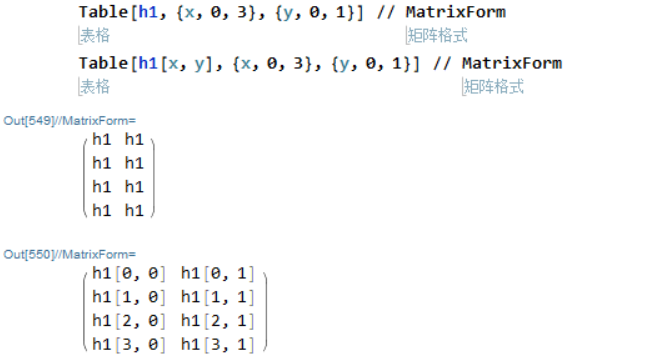 Table[h1, {x, 0, 3}, {y, 0, 1}] // MatrixForm
表格 矩阵格式
Table[h1[x, y], {x, 0, 3}, {y, 0, 1}] // MatrixForm
表格 矩阵格式
Out[549]//MatrixForm=
h1 h1
h1 h1
h1 h1
h1 h1
Out[550]//MatrixForm=
h1[0, 0] h1[0, 1]
h1[1, 0] h1[1, 1]
h1[2, 0] h1[2, 1]
h1[3, 0] h1[3, 1]